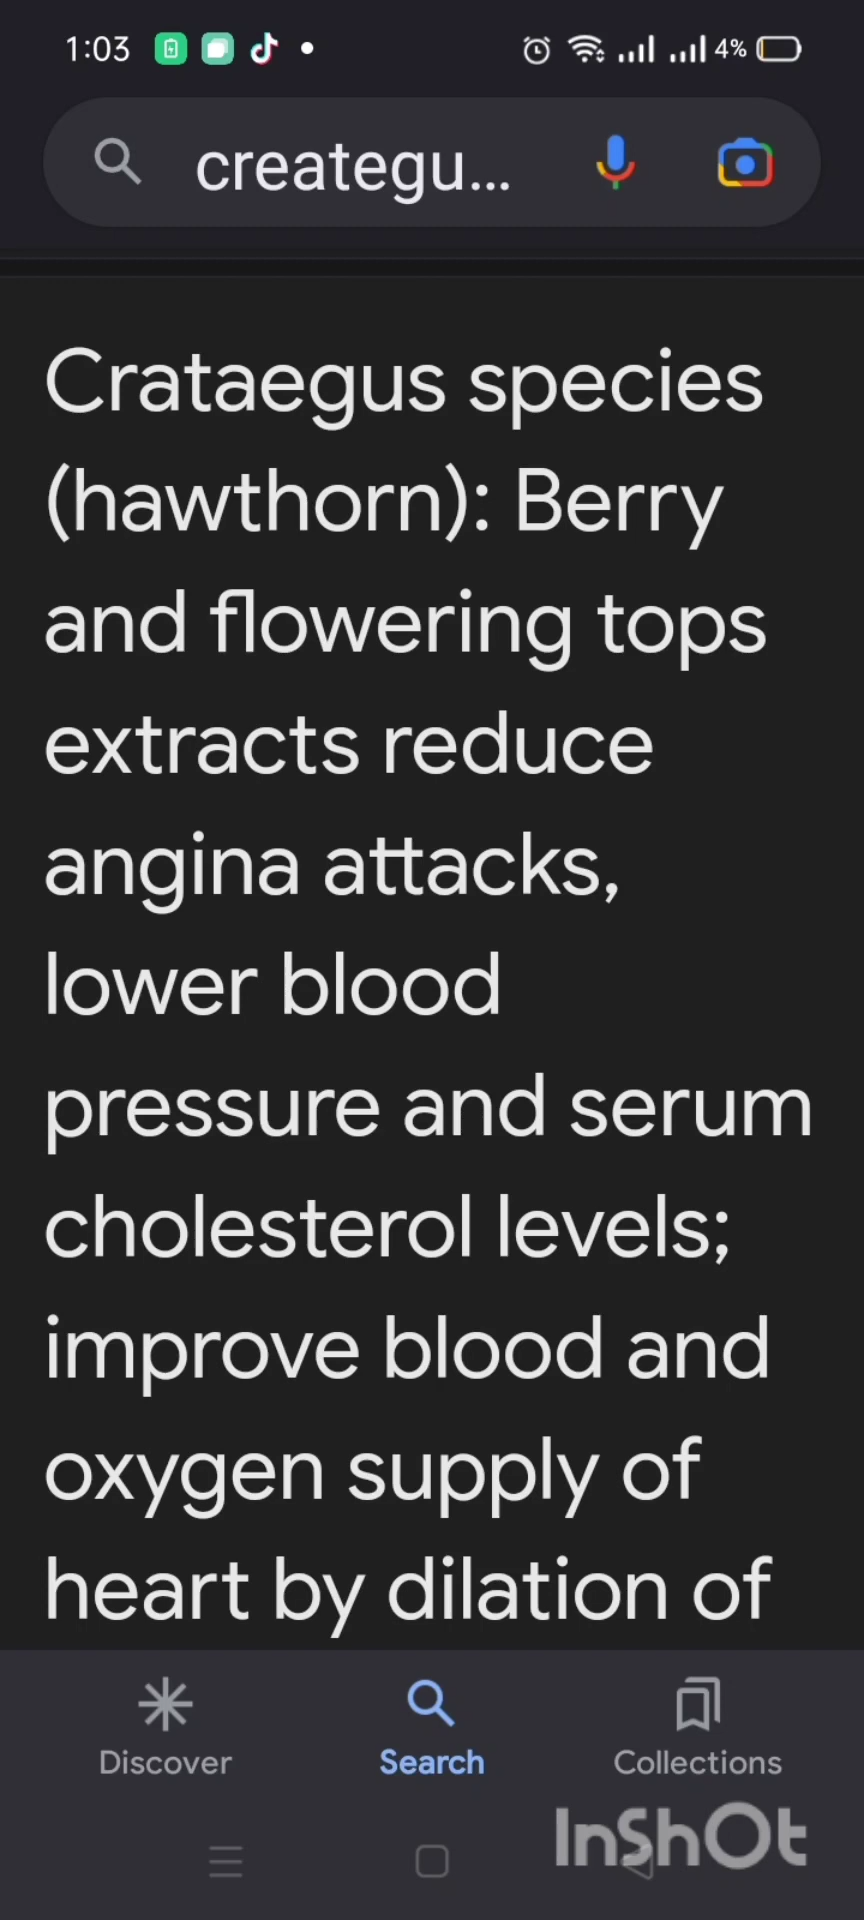 1:03
4%
creategu...
Crataegus species
(hawthorn): Berry
and flowering tops
extracts reduce
angina attacks,
lower blood
pressure and serum
cholesterol levels;
improve blood and
oxygen supply of
heart by dilation of
Discover
Search
Collections
InShOt